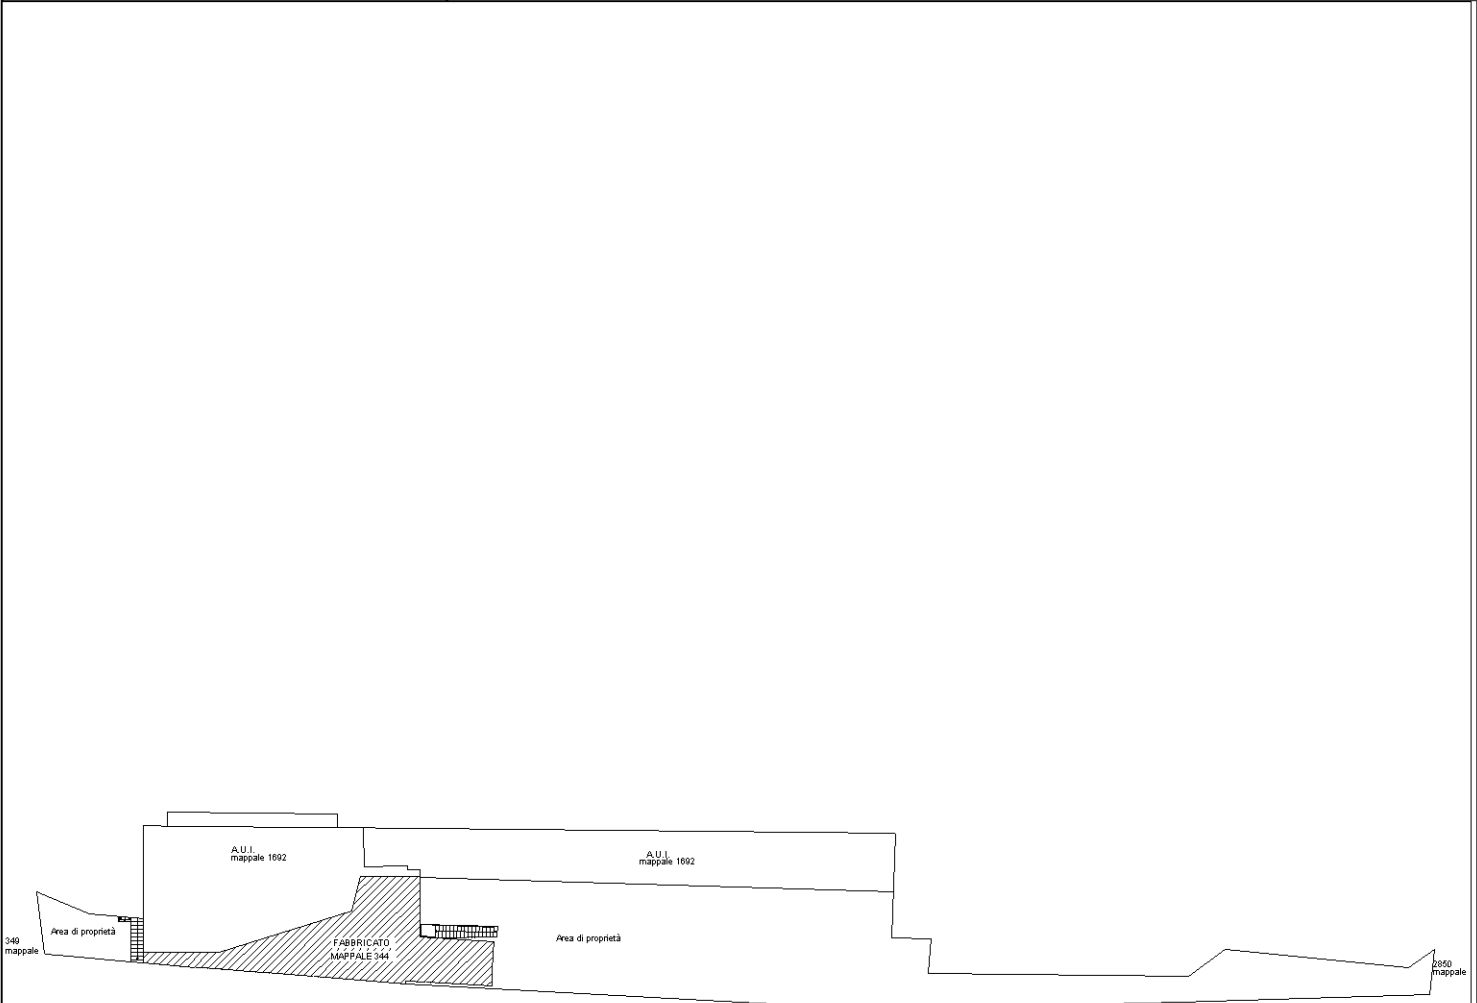 A.U.I.
mappale 1692
A.U.I.
mappale 1692
Area di proprietà
349
mappale
FABBRICATO
MAPPALE 344
Area di proprietà
2850
mappale